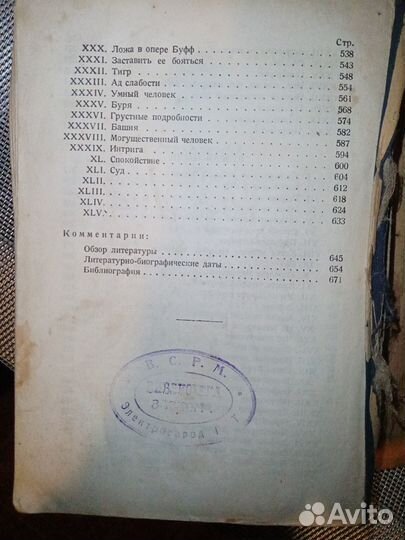 Стр.
XXX. Ложа в опере Буфф . . . 538
XXXI. Заставить ее бояться . . . 543
XXXII. Тигр . . . 548
XXXIII. Ад слабости . . . 554
XXXIV. Умный человек . . . 561
XXXV. Буря . . . 568
XXXVI. Грустные подробности . . . 574
XXXVII. Башня . . . 582
XXXVIII. Могущественный человек . . . 587
XXXIX. Интрига . . . 594
XL. Спокойствие . . . 600
XLI. Суд . . . 604
XLII. . . . 612
XLIII. . . . 618
XLIV. . . . 624
XLV. . . . 633
Комментарии:
Обзор литературы . . . 645
Литературно-биографические даты . . . 654
Библиография . . . 671
В. С. Р. М.
Электрогород
Avito